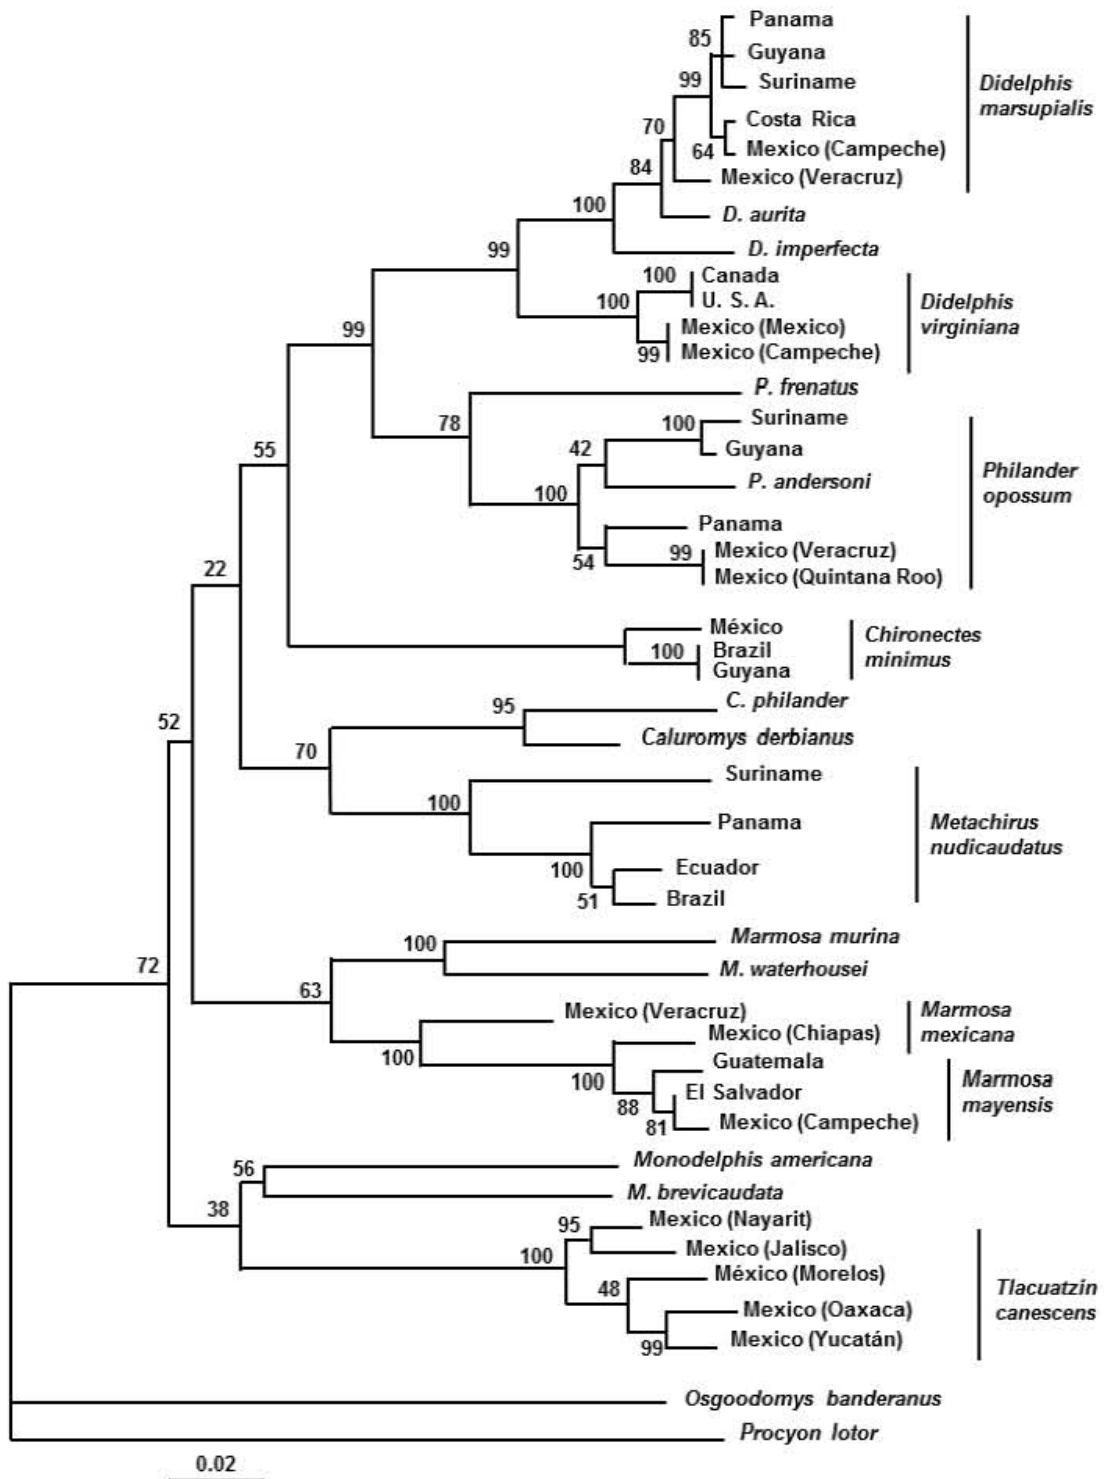 Panama
85
Guyana
Suriname
99
Didelphis
marsupialis
Costa Rica
70
64
Mexico (Campeche)
84
Mexico (Veracruz)
100
D. aurita
99
D. imperfecta
100
Canada
U. S. A.
100
Didelphis
virginiana
Mexico (Mexico)
99
Mexico (Campeche)
99
P. frenatus
78
100
Suriname
42
Guyana
55
Philander
opossum
P. andersoni
100
Panama
54
99
Mexico (Veracruz)
Mexico (Quintana Roo)
22
México
100
Brazil
Guyana
Chironectes
minimus
95
C. philander
52
Caluromys derbianus
70
Suriname
100
Panama
Metachirus
nudicaudatus
100
Ecuador
51
Brazil
100
Marmosa murina
72
M. waterhousei
63
Mexico (Veracruz)
Marmosa
mexicana
100
Mexico (Chiapas)
Guatemala
100
El Salvador
88
Marmosa
mayensis
81
Mexico (Campeche)
56
Monodelphis americana
M. brevicaudata
38
95
Mexico (Nayarit)
100
Mexico (Jalisco)
México (Morelos)
48
Tlacuatzin
canescens
Mexico (Oaxaca)
99
Mexico (Yucatán)
Osgoodomys banderanus
Procyon lotor
0.02